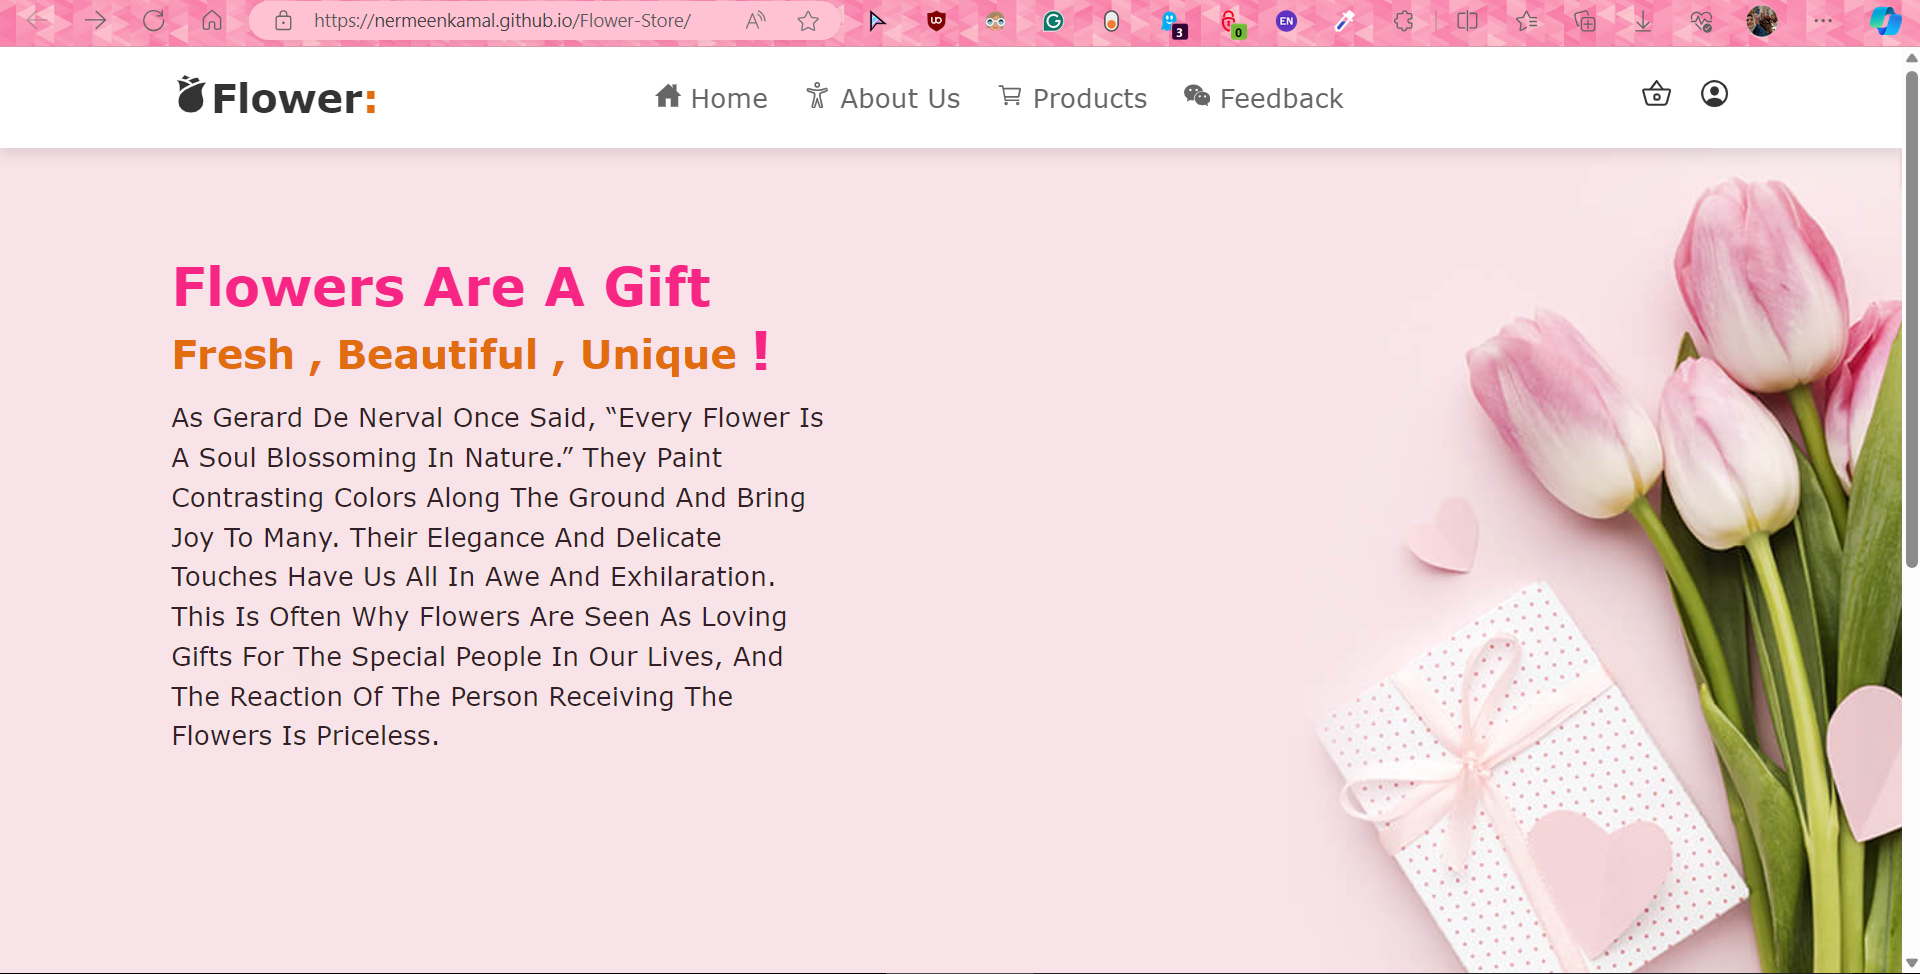 https://nermeenkamal.github.io/Flower-Store/
3
0
EN
Flower:
Home
About Us
Products
Feedback
Flowers Are A Gift
Fresh , Beautiful , Unique !
As Gerard De Nerval Once Said, “Every Flower Is
A Soul Blossoming In Nature.” They Paint
Contrasting Colors Along The Ground And Bring
Joy To Many. Their Elegance And Delicate
Touches Have Us All In Awe And Exhilaration.
This Is Often Why Flowers Are Seen As Loving
Gifts For The Special People In Our Lives, And
The Reaction Of The Person Receiving The
Flowers Is Priceless.